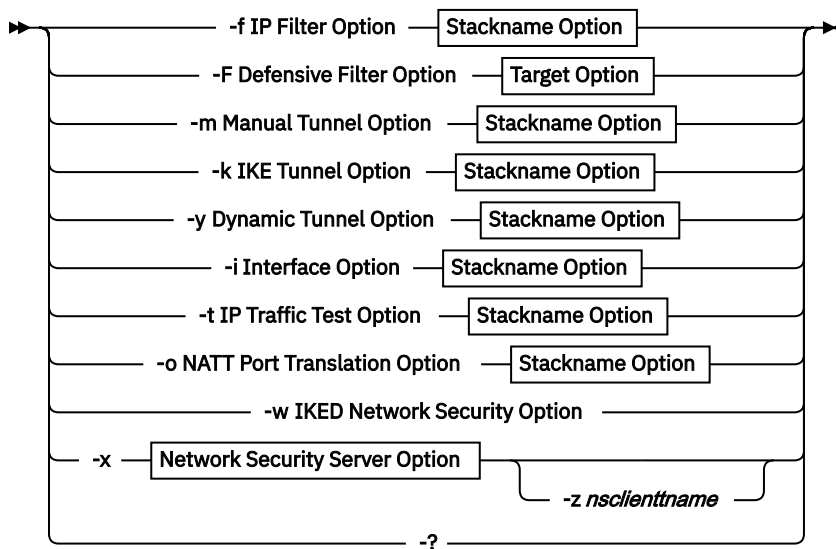 -f IP Filter Option Stackname Option
-F Defensive Filter Option Target Option
-m Manual Tunnel Option Stackname Option
-k IKE Tunnel Option Stackname Option
-y Dynamic Tunnel Option Stackname Option
-i Interface Option Stackname Option
-t IP Traffic Test Option Stackname Option
-o NATT Port Translation Option Stackname Option
-w IKED Network Security Option
-x Network Security Server Option
-z nsclienttname
-?